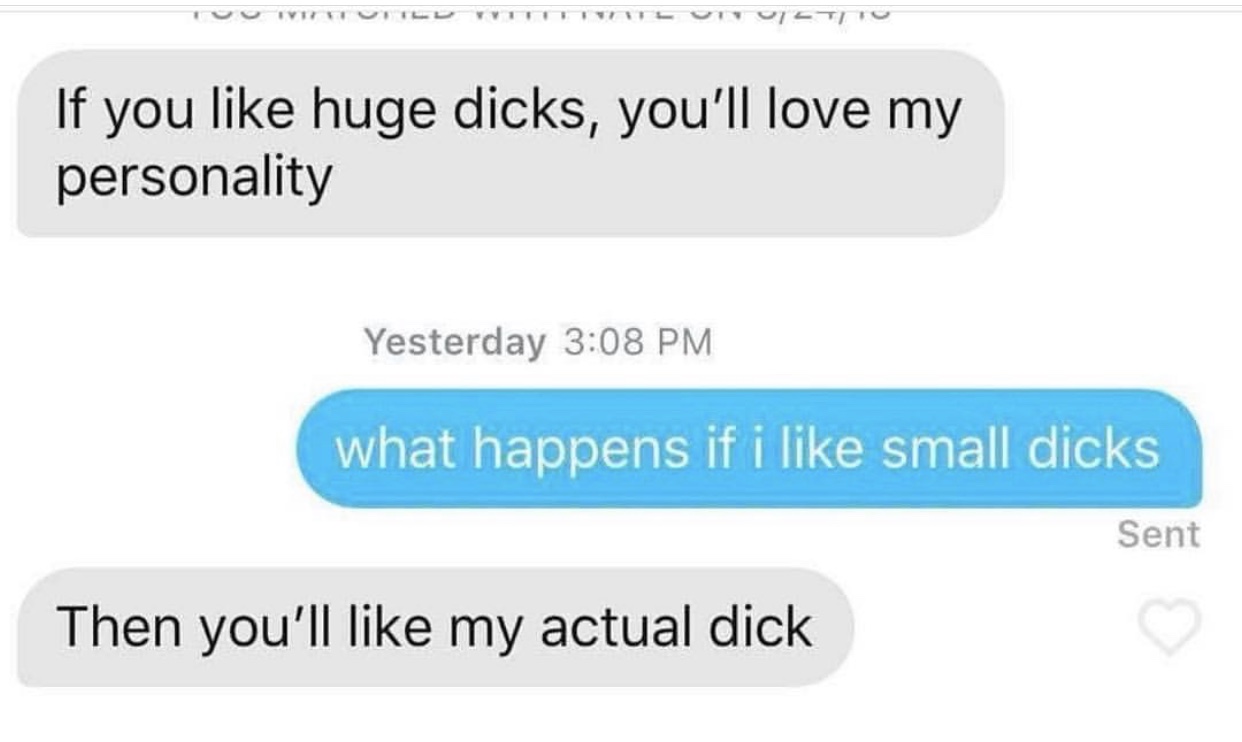 If you like huge dicks, you'll love my
personality
Yesterday 3:08 PM
what happens if i like small dicks
Sent
Then you'll like my actual dick